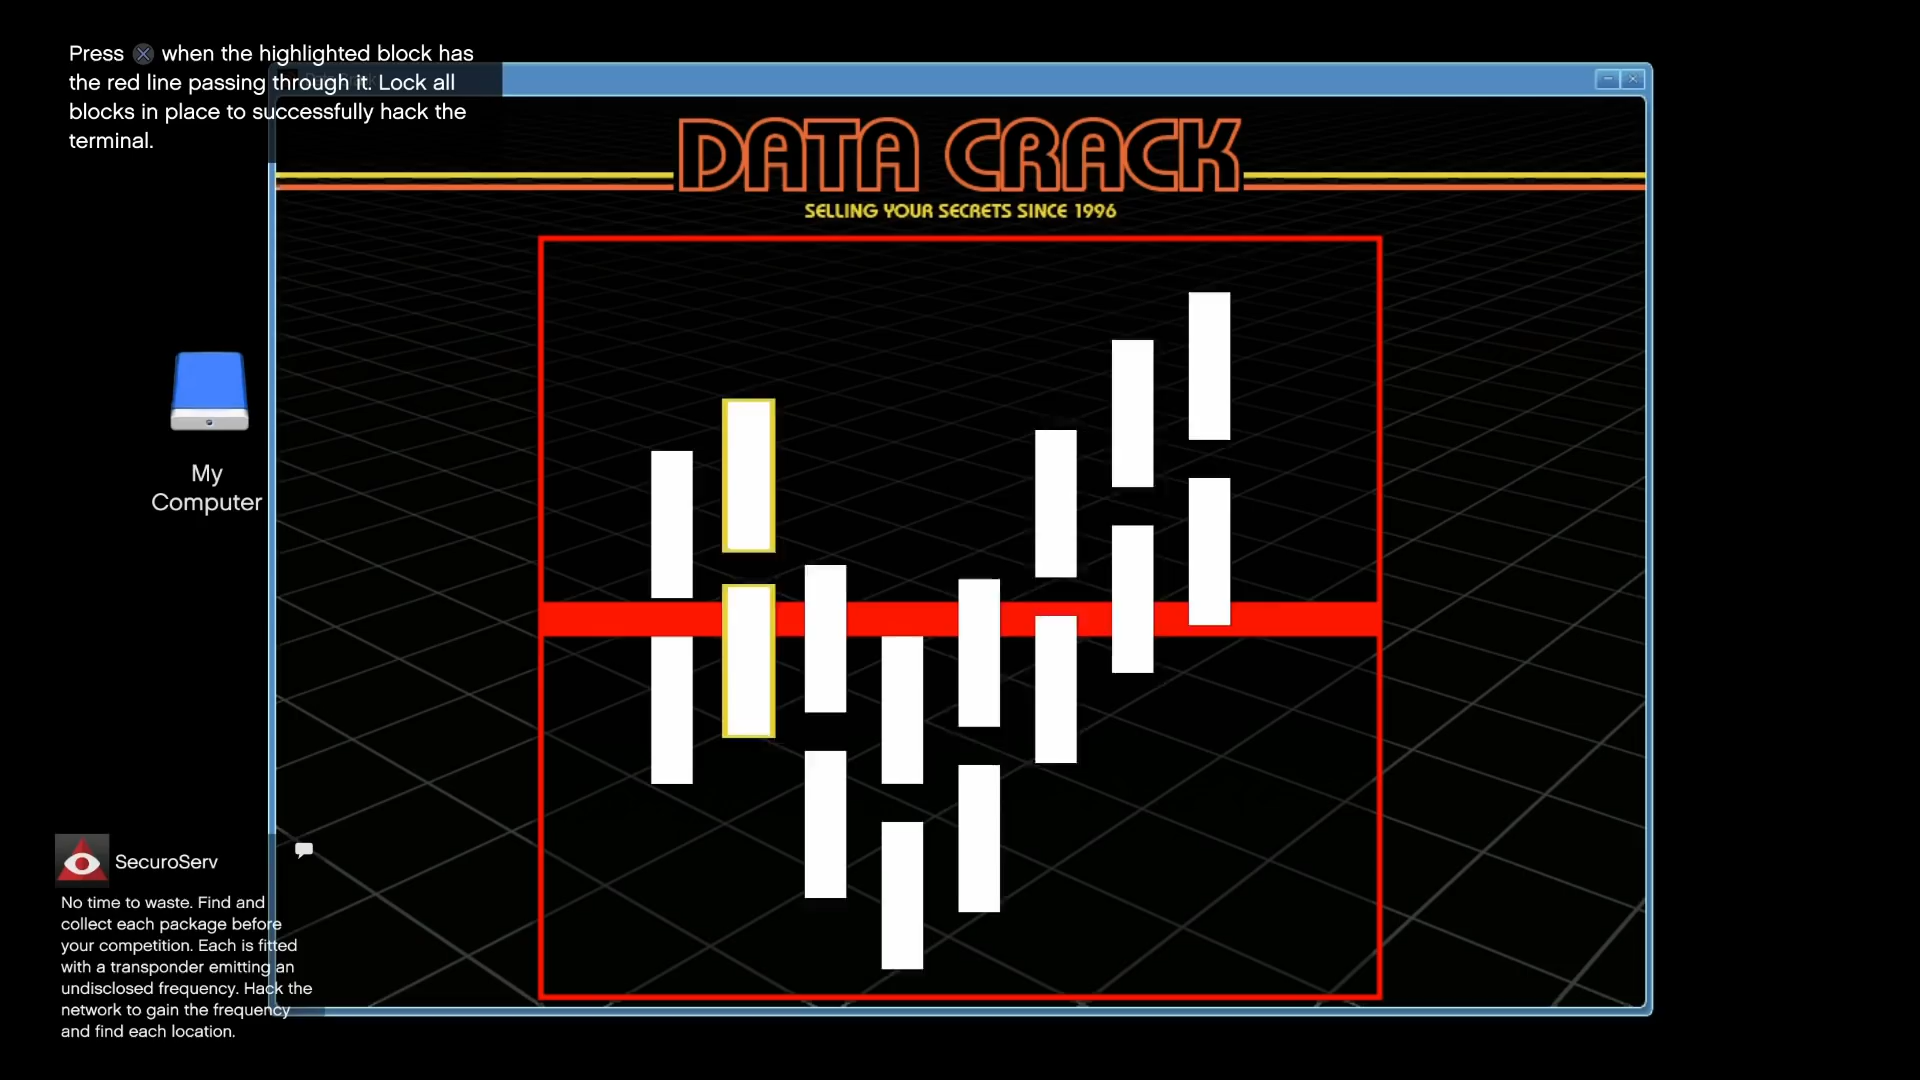 Press ⓧ when the highlighted block has
the red line passing through it. Lock all
blocks in place to successfully hack the
terminal.
DATA CRACK
SELLING YOUR SECRETS SINCE 1996
My
Computer
SecuroServ
No time to waste. Find and
collect each package before
your competition. Each is fitted
with a transponder emitting an
undisclosed frequency. Hack the
network to gain the frequency
and find each location.